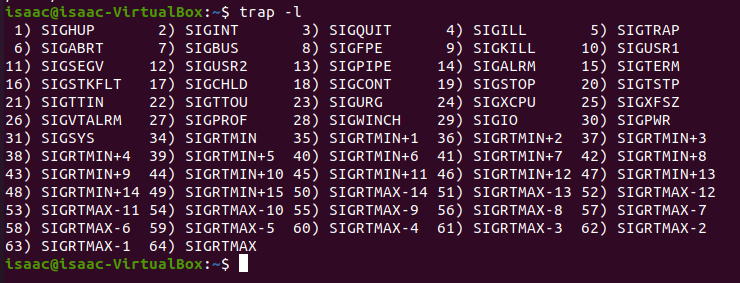 isaac@isaac-VirtualBox:~$ trap -l
 1) SIGHUP       2) SIGINT       3) SIGQUIT      4) SIGILL       5) SIGTRAP
 6) SIGABRT      7) SIGBUS       8) SIGFPE       9) SIGKILL     10) SIGUSR1
11) SIGSEGV     12) SIGUSR2     13) SIGPIPE     14) SIGALRM     15) SIGTERM
16) SIGSTKFLT   17) SIGCHLD     18) SIGCONT     19) SIGSTOP     20) SIGTSTP
21) SIGTTIN     22) SIGTTOU     23) SIGURG      24) SIGXCPU     25) SIGXFSZ
26) SIGVTALRM   27) SIGPROF     28) SIGWINCH    29) SIGIO       30) SIGPWR
31) SIGSYS      34) SIGRTMIN    35) SIGRTMIN+1  36) SIGRTMIN+2  37) SIGRTMIN+3
38) SIGRTMIN+4  39) SIGRTMIN+5  40) SIGRTMIN+6  41) SIGRTMIN+7  42) SIGRTMIN+8
43) SIGRTMIN+9  44) SIGRTMIN+10 45) SIGRTMIN+11 46) SIGRTMIN+12 47) SIGRTMIN+13
48) SIGRTMIN+14 49) SIGRTMIN+15 50) SIGRTMAX-14 51) SIGRTMAX-13 52) SIGRTMAX-12
53) SIGRTMAX-11 54) SIGRTMAX-10 55) SIGRTMAX-9  56) SIGRTMAX-8  57) SIGRTMAX-7
58) SIGRTMAX-6  59) SIGRTMAX-5  60) SIGRTMAX-4  61) SIGRTMAX-3  62) SIGRTMAX-2
63) SIGRTMAX-1  64) SIGRTMAX
isaac@isaac-VirtualBox:~$